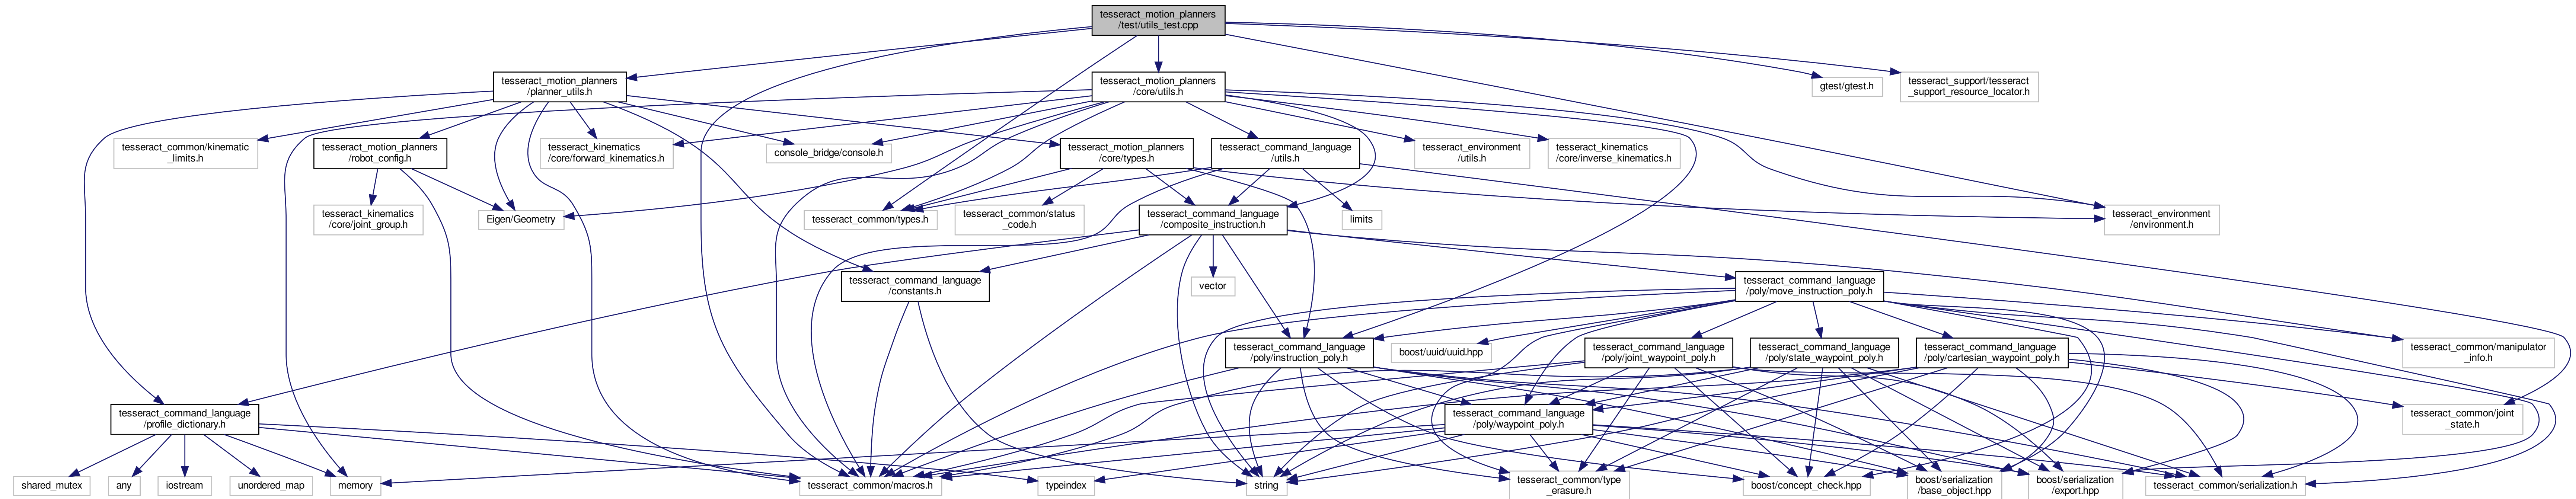 tesseract_motion_planners
/test/utils_test.cpp
tesseract_motion_planners
/planner_utils.h
tesseract_motion_planners
/core/utils.h
gtest/gtest.h
tesseract_support/tesseract
_support_resource_locator.h
tesseract_common/kinematic
_limits.h
tesseract_motion_planners
/robot_config.h
tesseract_kinematics
/core/forward_kinematics.h
console_bridge/console.h
tesseract_motion_planners
/core/types.h
tesseract_command_language
/utils.h
tesseract_environment
/utils.h
tesseract_kinematics
/core/inverse_kinematics.h
tesseract_kinematics
/core/joint_group.h
Eigen/Geometry
tesseract_common/types.h
tesseract_common/status
_code.h
tesseract_command_language
/composite_instruction.h
limits
tesseract_environment
/environment.h
tesseract_command_language
/constants.h
vector
tesseract_command_language
/poly/move_instruction_poly.h
tesseract_command_language
/poly/instruction_poly.h
boost/uuid/uuid.hpp
tesseract_command_language
/poly/joint_waypoint_poly.h
tesseract_command_language
/poly/state_waypoint_poly.h
tesseract_command_language
/poly/cartesian_waypoint_poly.h
tesseract_common/manipulator
_info.h
tesseract_command_language
/profile_dictionary.h
tesseract_command_language
/poly/waypoint_poly.h
tesseract_common/joint
_state.h
shared_mutex
any
iostream
unordered_map
memory
tesseract_common/macros.h
typeindex
string
tesseract_common/type
_erasure.h
boost/concept_check.hpp
boost/serialization
/base_object.hpp
boost/serialization
/export.hpp
tesseract_common/serialization.h